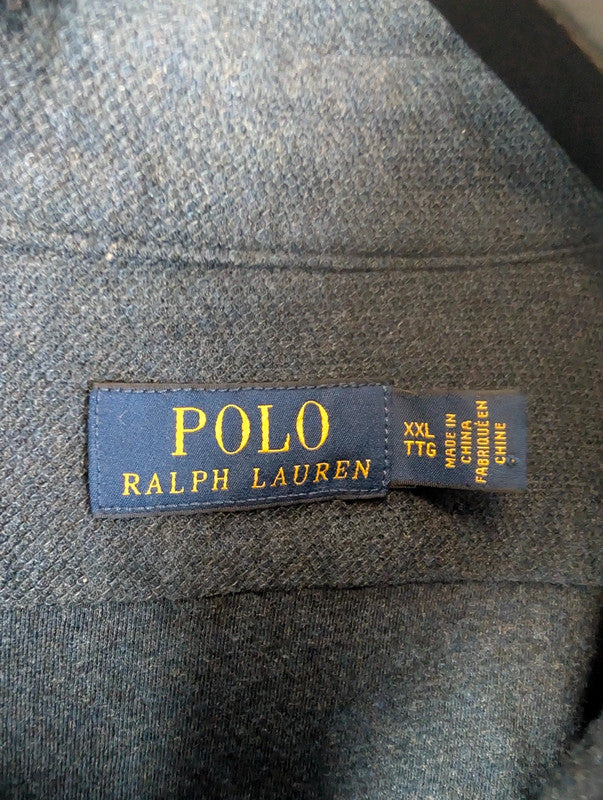 POLO
RALPH LAUREN
XXL
TTG
MADE IN
CHINA
FABRIQUÉ EN
CHINE